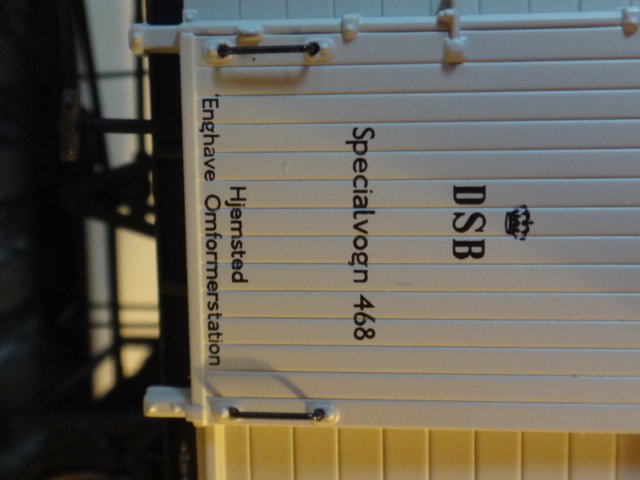 DSB
Specialvogn 468
Hjemsted
'Enghave Omformerstation